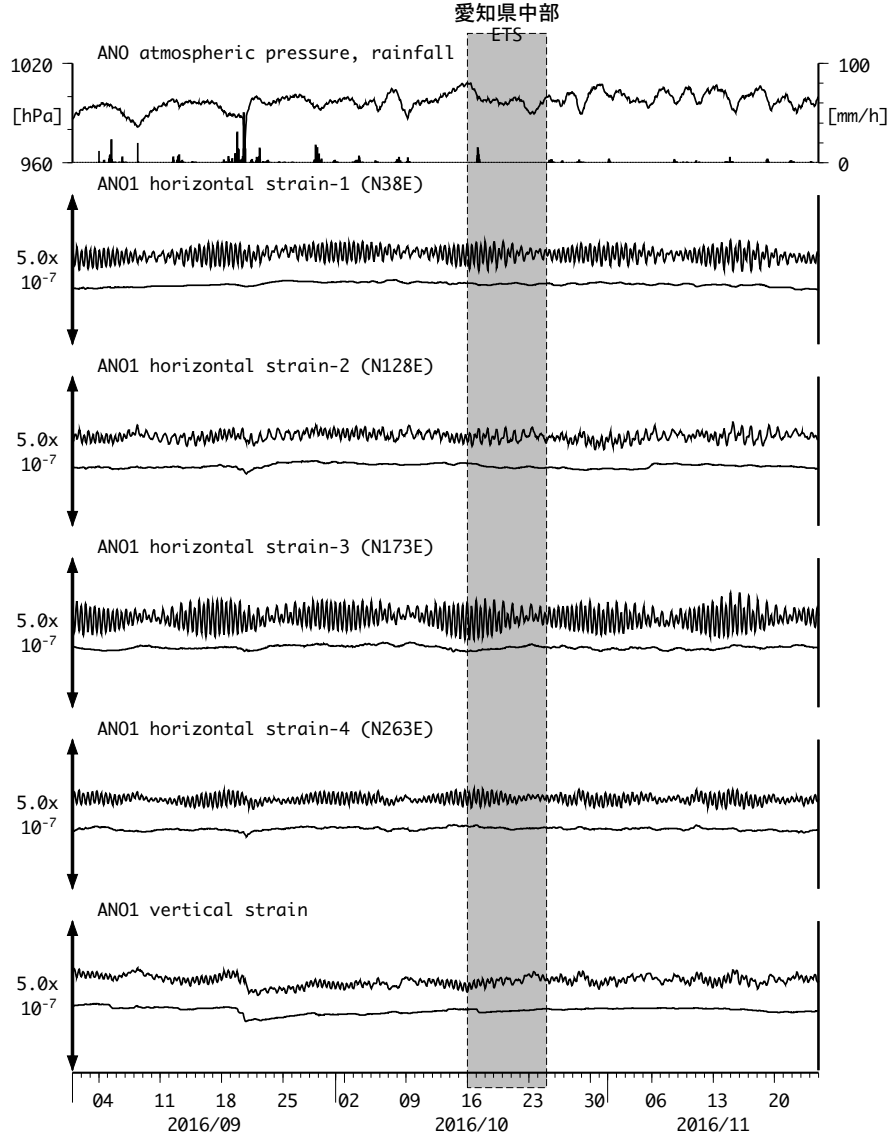 愛知県中部
ETS
ANO atmospheric pressure, rainfall
1020
100
[hPa]
[mm/h]
960
0
ANO1 horizontal strain-1 (N38E)
5.0x
10-7
ANO1 horizontal strain-2 (N128E)
5.0x
10-7
ANO1 horizontal strain-3 (N173E)
5.0x
10-7
ANO1 horizontal strain-4 (N263E)
5.0x
10-7
ANO1 vertical strain
5.0x
10-7
04 11 18 25 02 09 16 23 30 06 13 20
2016/09 2016/10 2016/11